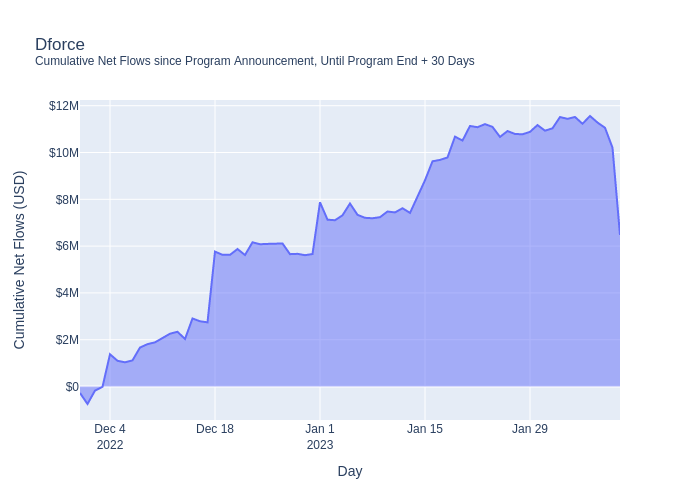 Dforce
Cumulative Net Flows since Program Announcement, Until Program End + 30 Days
Cumulative Net Flows (USD)
$12M
$10M
$8M
$6M
$4M
$2M
$0
Dec 4
2022
Dec 18
Jan 1
2023
Jan 15
Jan 29
Day